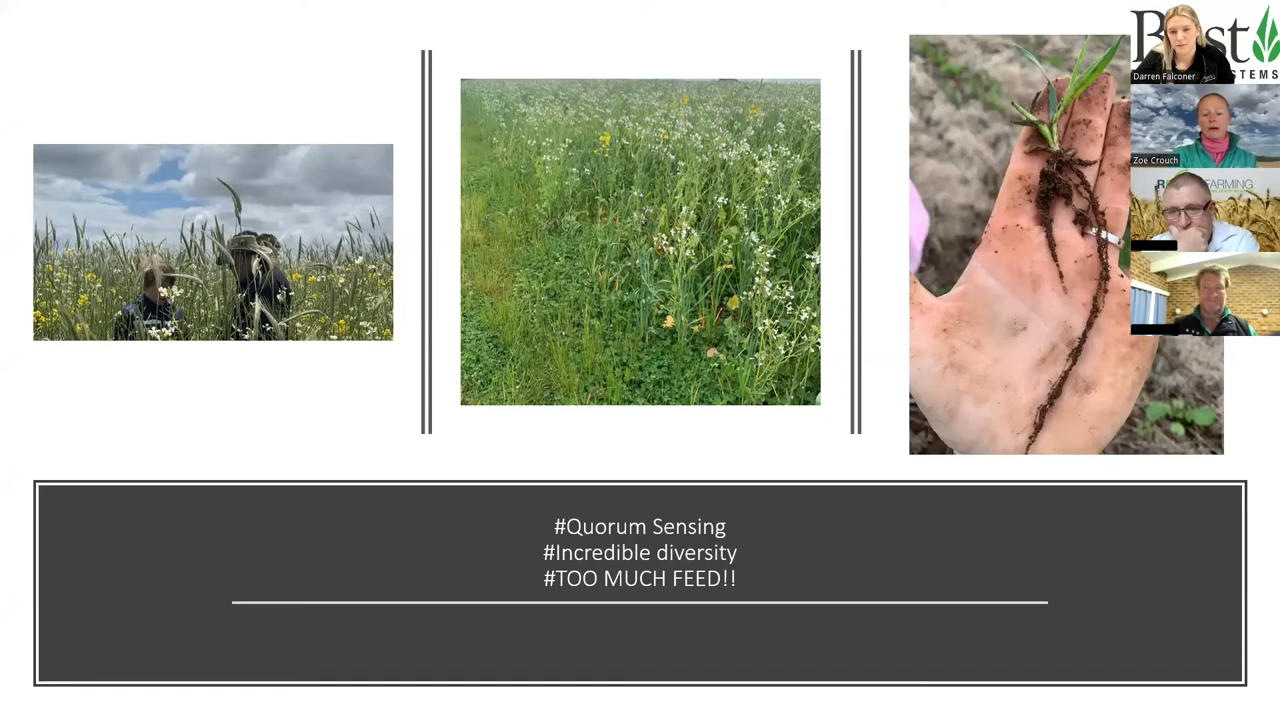 #Quorum Sensing
#Incredible diversity
#TOO MUCH FEED!!
Darren Falconer
Zoe Crouch
FARMING